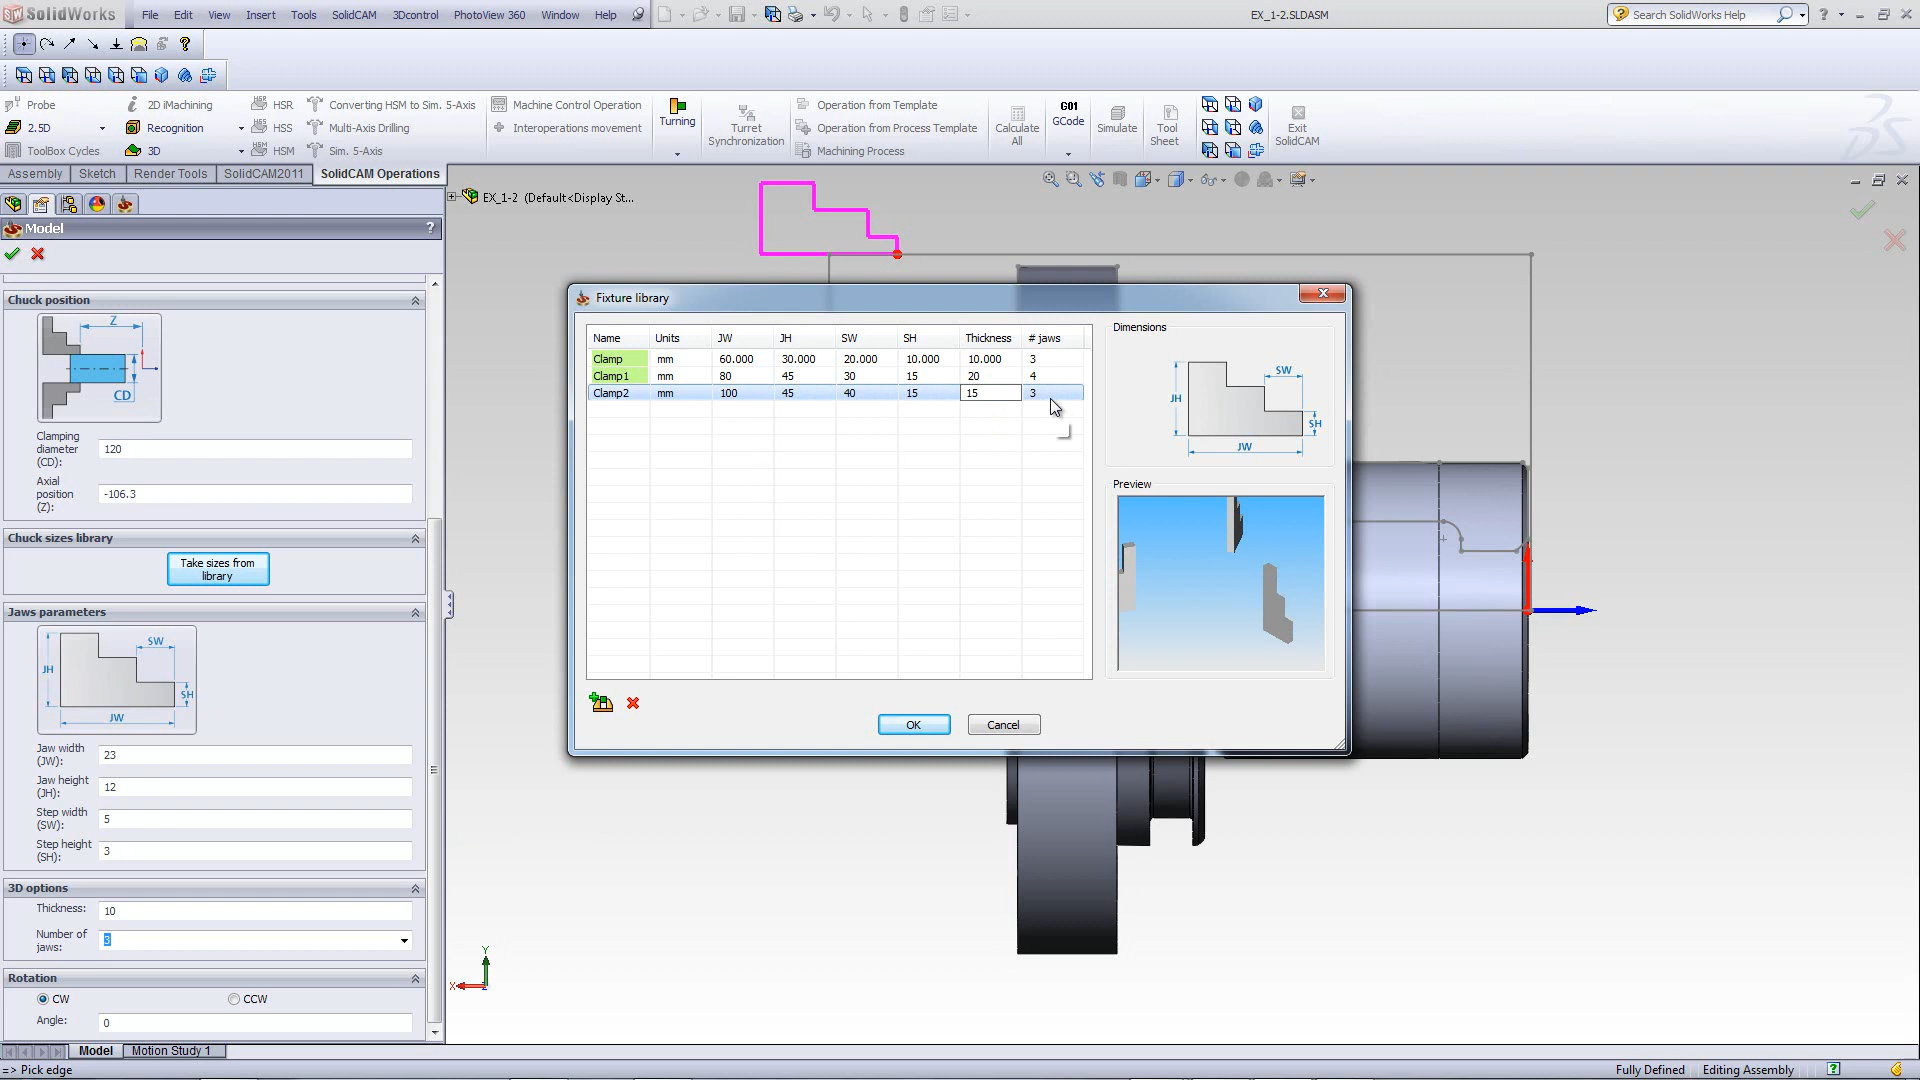 SolidWorks
File Edit View Insert Tools SolidCAM 3Dcontrol PhotoView 360 Window Help
EX_1-2.SLDASM
Search SolidWorks Help
Probe
2D iMachining
HSR
Converting HSM to Sim. 5-Axis
Machine Control Operation
Operation from Template
2.5D
Recognition
HSS
Multi-Axis Drilling
Interoperations movement
Operation from Process Template
ToolBox Cycles
3D
HSM
Sim. 5-Axis
Machining Process
Turning
Turret
Synchronization
Calculate
All
G01
GCode
Simulate
Tool
Sheet
Exit
SolidCAM
Assembly Sketch Render Tools SolidCAM2011 SolidCAM Operations
EX_1-2 (Default<Display St...
Model ?
Chuck position
Z
CD
Clamping
diameter
(CD):
120
Axial
position
(Z):
-106.3
Chuck sizes library
Take sizes from
library
Jaws parameters
SW
JH
SH
JW
Jaw width
(JW):
23
Jaw height
(JH):
12
Step width
(SW):
5
Step height
(SH):
3
3D options
Thickness:
10
Number of
jaws:
3
Rotation
CW CCW
Angle:
0
Fixture library
Name Units JW JH SW SH Thickness # jaws
Clamp mm 60.000 30.000 20.000 10.000 10.000 3
Clamp1 mm 80 45 30 15 20 4
Clamp2 mm 100 45 40 15 15 3
Dimensions
SW
JH
SH
JW
Preview
OK Cancel
Y
X
Z
Model Motion Study 1
=> Pick edge
Fully Defined Editing Assembly